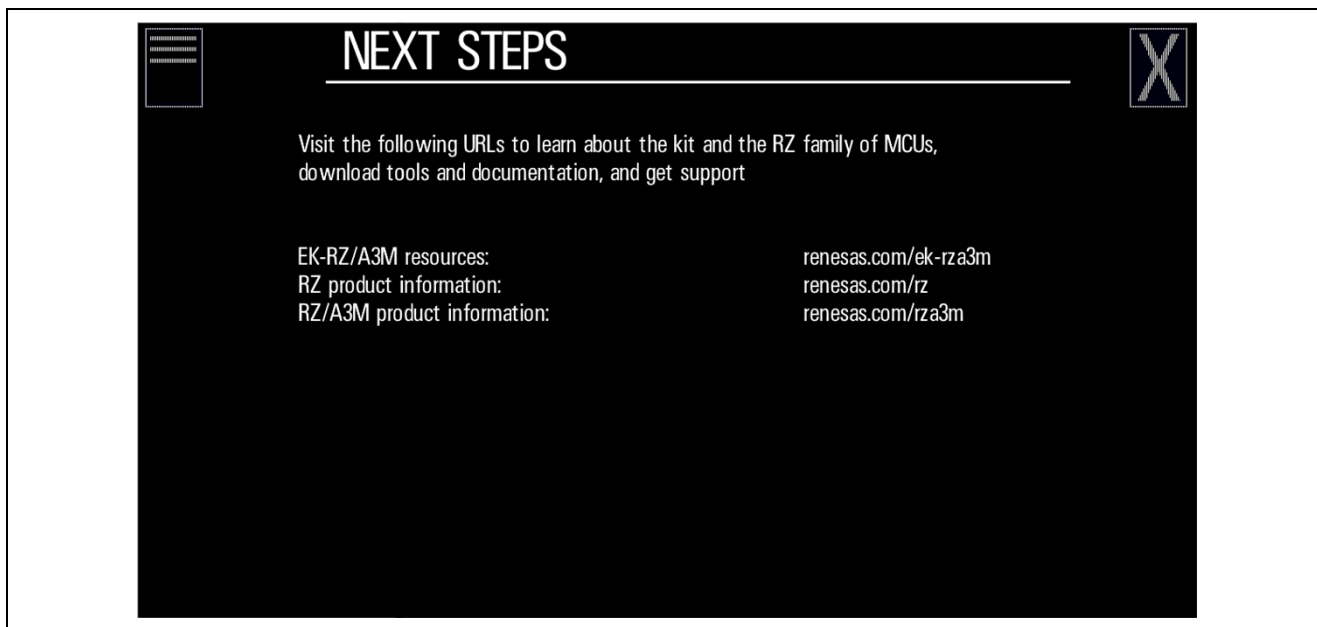 NEXT STEPS
X
Visit the following URLs to learn about the kit and the RZ family of MCUs,
download tools and documentation, and get support
EK-RZ/A3M resources: renesas.com/ek-rza3m
RZ product information: renesas.com/rz
RZ/A3M product information: renesas.com/rza3m